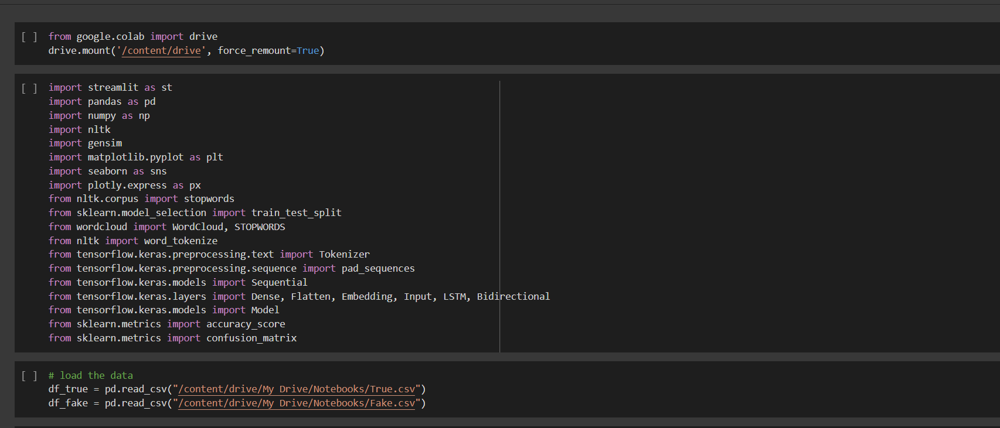 [ ] from google.colab import drive
drive.mount('/content/drive', force_remount=True)
[ ] import streamlit as st
import pandas as pd
import numpy as np
import nltk
import gensim
import matplotlib.pyplot as plt
import seaborn as sns
import plotly.express as px
from nltk.corpus import stopwords
from sklearn.model_selection import train_test_split
from wordcloud import WordCloud, STOPWORDS
from nltk import word_tokenize
from tensorflow.keras.preprocessing.text import Tokenizer
from tensorflow.keras.preprocessing.sequence import pad_sequences
from tensorflow.keras.models import Sequential
from tensorflow.keras.layers import Dense, Flatten, Embedding, Input, LSTM, Bidirectional
from tensorflow.keras.models import Model
from sklearn.metrics import accuracy_score
from sklearn.metrics import confusion_matrix
[ ] # load the data
df_true = pd.read_csv("/content/drive/My Drive/Notebooks/True.csv")
df_fake = pd.read_csv("/content/drive/My Drive/Notebooks/Fake.csv")